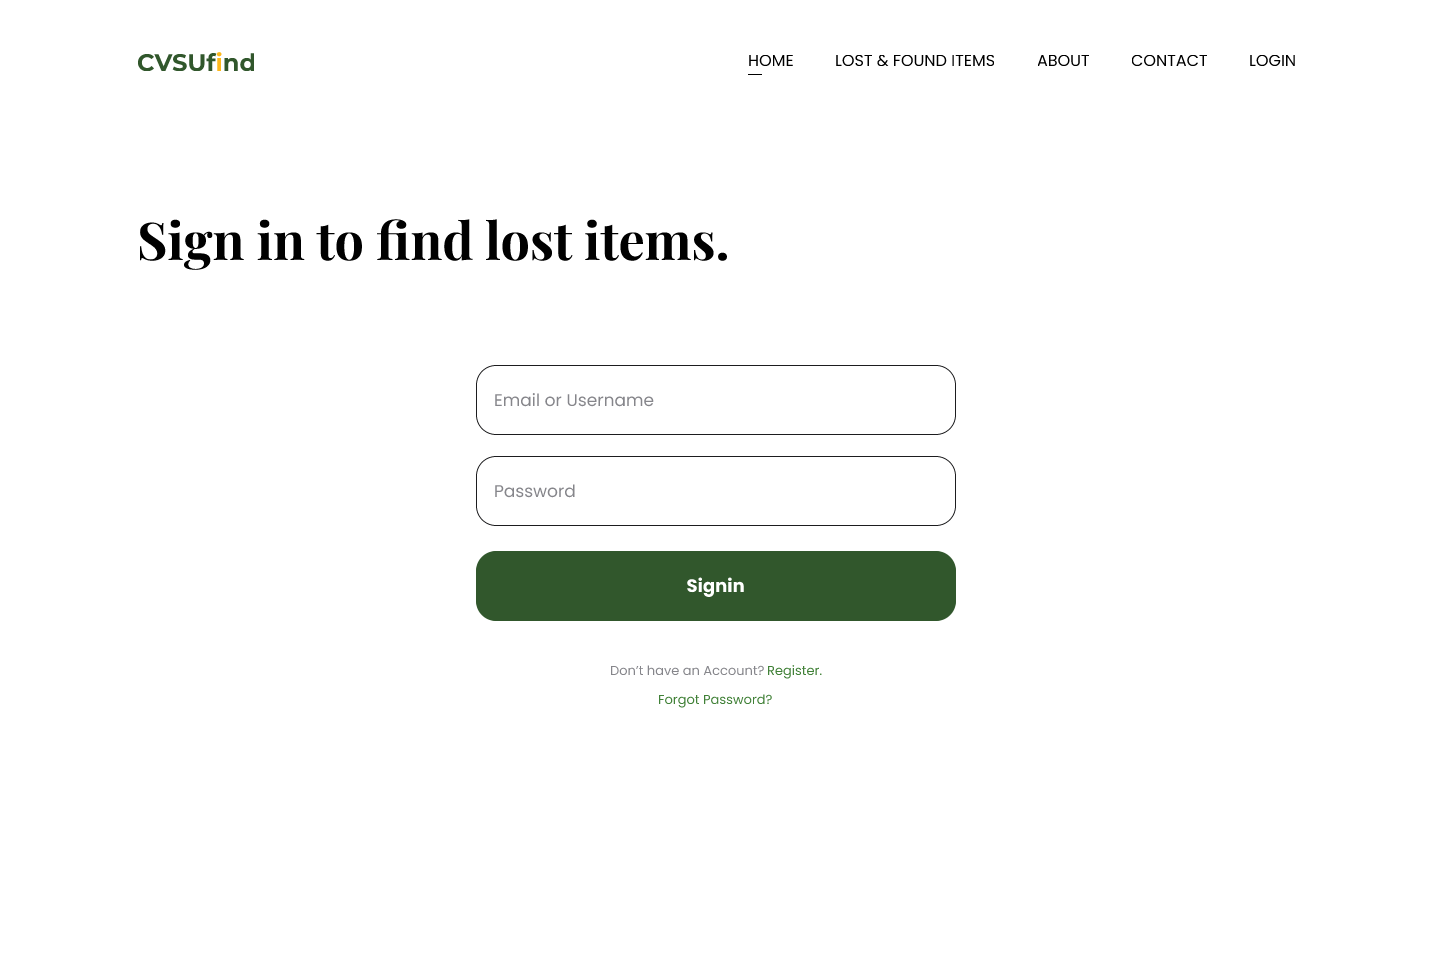 CVSUfind
HOME LOST & FOUND ITEMS ABOUT CONTACT LOGIN
Sign in to find lost items.
Email or Username
Password
Signin
Don’t have an Account? Register.
Forgot Password?